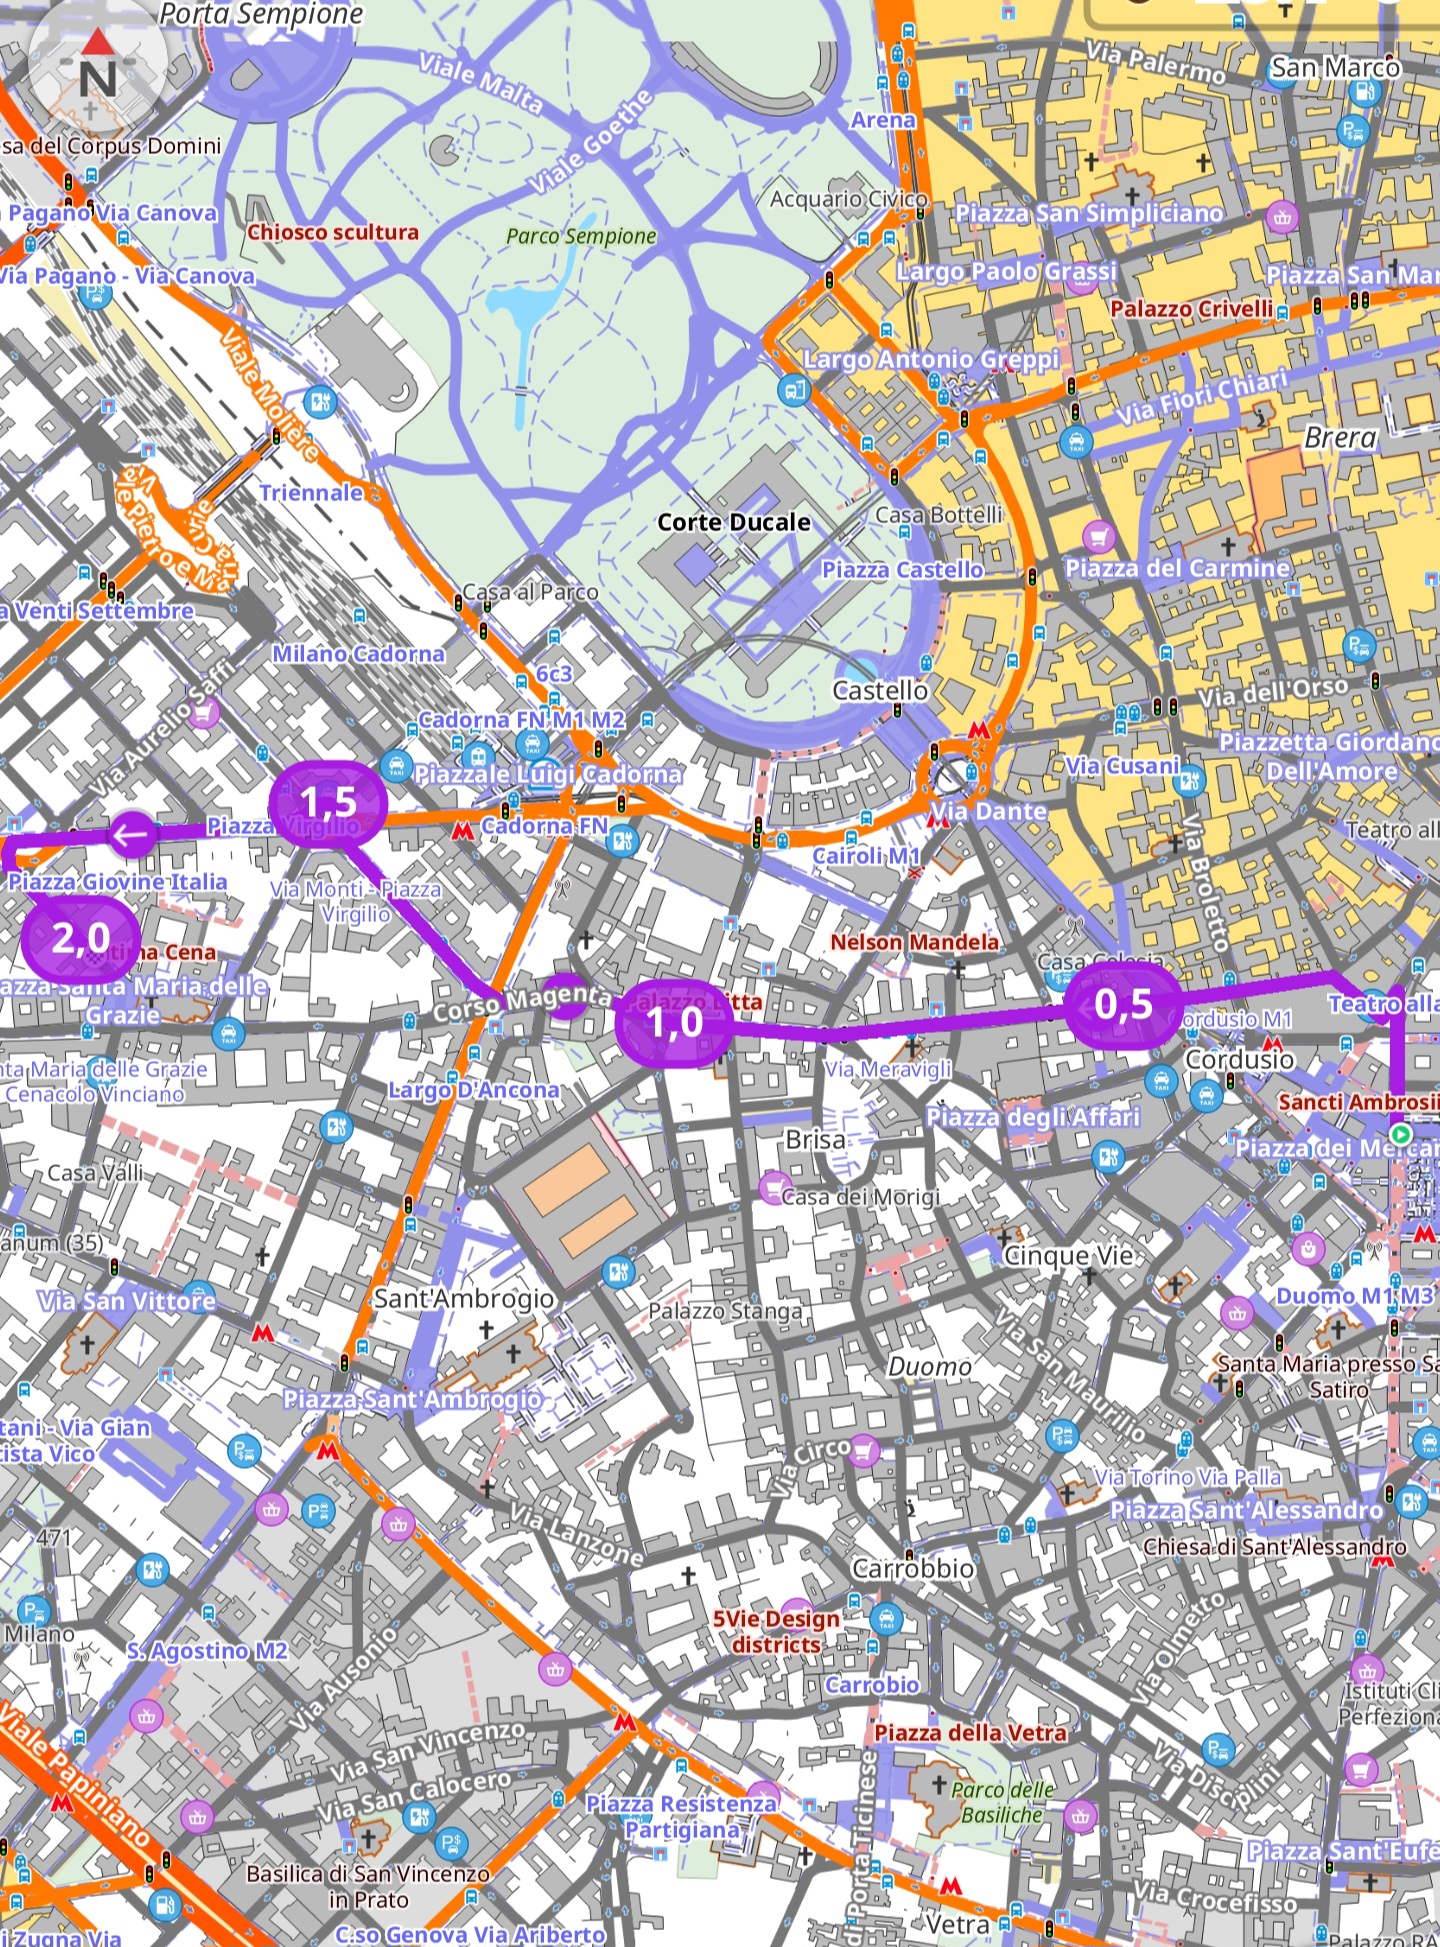 Porta Sempione
N
Viale Malta
Viale Goethe
Arena
Via Palermo
San Marco
sa del Corpus Domini
Pagano Via Canova
Via Pagano - Via Canova
Chiosco scultura
Parco Sempione
Acquario Civico
Piazza San Simpliciano
Largo Paolo Grassi
Piazza San Mar
Palazzo Crivelli
Largo Antonio Greppi
Via Fiori Chiari
Brera
Viale Molière
Triennale
Corte Ducale
Casa Bottelli
Piazza Castello
Piazza del Carmine
Casa al Parco
a Venti Settembre
Milano Cadorna
6c3
Castello
Via dell'Orso
Via Aurelio Saffi
Cadorna FN M1 M2
Piazzale Luigi Cadorna
Piazzetta Giordano
Dell'Amore
Via Cusani
1,5
Piazza Virgilio
Cadorna FN
Via Dante
Cairoli M1
Via Broletto
Teatro all
Piazza Giovine Italia
Via Monti - Piazza
Virgilio
2,0
tima Cena
Nelson Mandela
Casa Celesia
azza Santa Maria delle
Grazie
Corso Magenta
Palazzo Litta
1,0
0,5
Teatro alla
ordusio M1
Cordusio
nta Maria delle Grazie
Cenacolo Vinciano
Largo D'Ancona
Via Meravigli
Sancti Ambrosii
Piazza degli Affari
Brisa
Piazza dei Mercan
Casa Valli
Casa dei Morigi
anum (35)
Cinque Vie
Via San Vittore
Sant'Ambrogio
Palazzo Stanga
Duomo M1 M3
Via San Maurilio
Duomo
Santa Maria presso Sa
Satiro
Piazza Sant'Ambrogio
tani - Via Gian
tista Vico
Via Circo
Via Torino Via Palla
Piazza Sant'Alessandro
Chiesa di Sant'Alessandro
471
Via Lanzone
Carrobbio
Milano
5Vie Design
districts
S. Agostino M2
Via Ausonio
Via Olmetto
Carrobio
Istituti Cli
Perfeziona
Viale Papiniano
Via San Vincenzo
Piazza della Vetra
Via Disciplini
Via San Calocero
Piazza Resistenza
Partigiana
Parco delle
Basiliche
di Porta Ticinese
Piazza Sant'Eufe
Basilica di San Vincenzo
in Prato
Via Crocefisso
i Zugna Via
C.so Genova Via Ariberto
Vetra
Palazzo RA